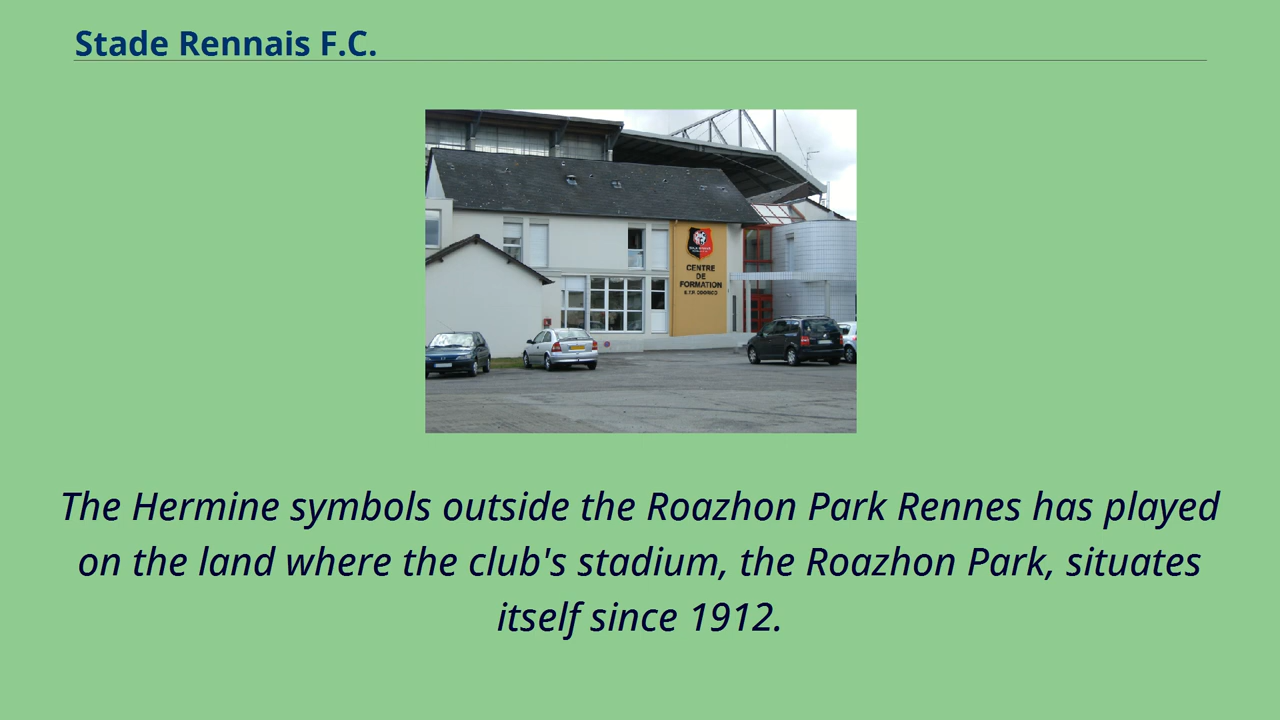 Stade Rennais F.C.
CENTRE
DE
FORMATION
The Hermine symbols outside the Roazhon Park Rennes has played
on the land where the club's stadium, the Roazhon Park, situates
itself since 1912.